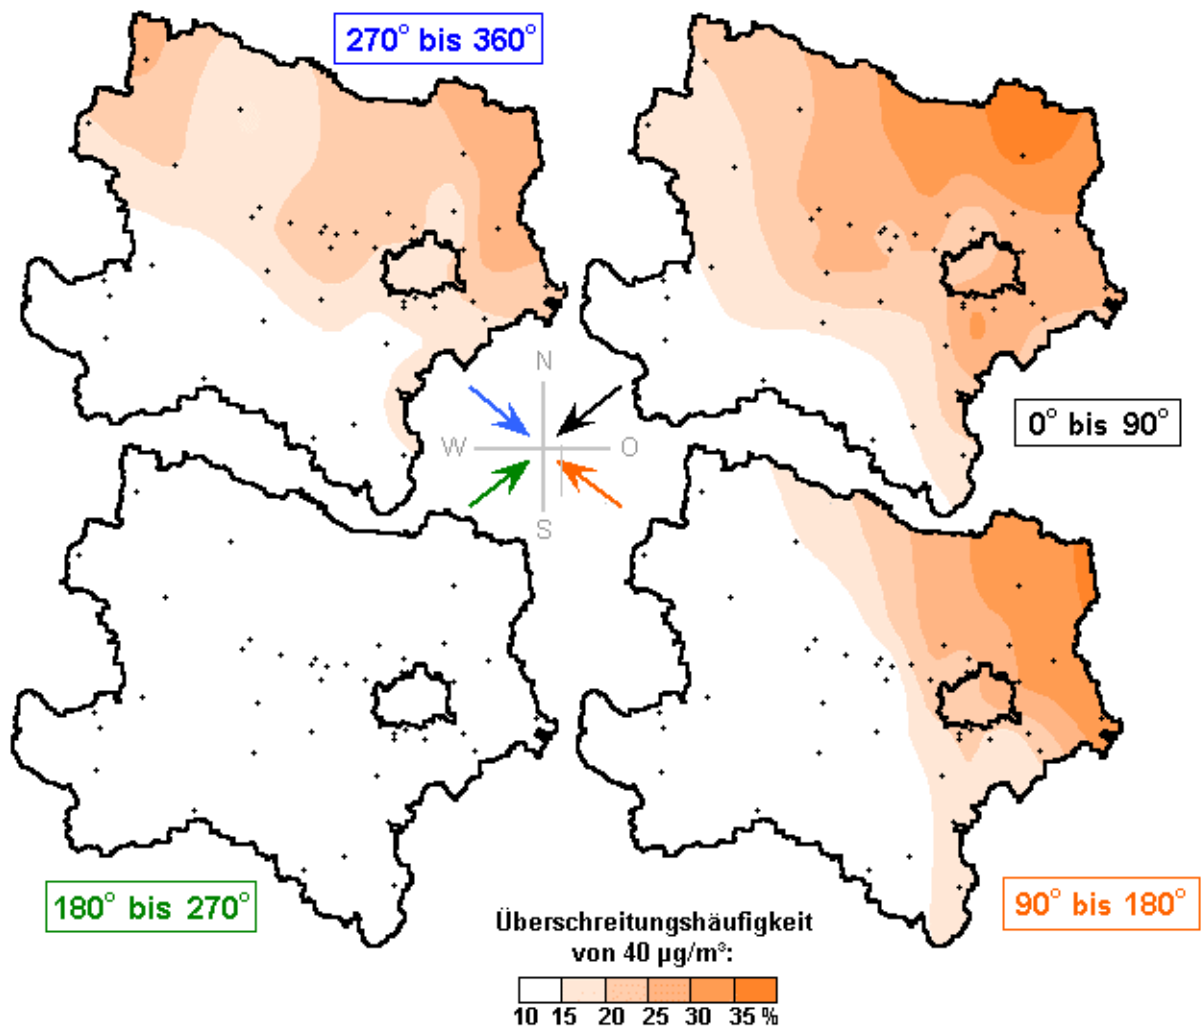 270° bis 360°
N
0° bis 90°
W
O
S
180° bis 270°
90° bis 180°
Überschreitungshäufigkeit
von 40 µg/m³:
10 15 20 25 30 35 %